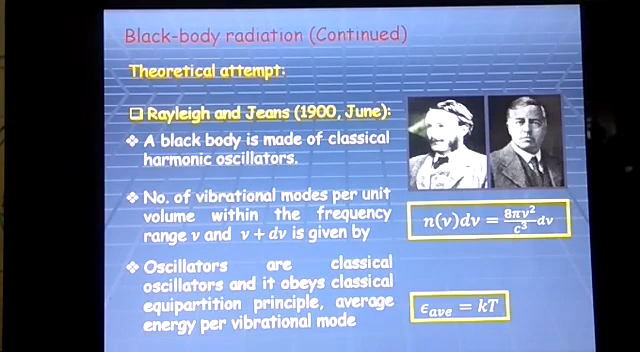 Black-body radiation (Continued)
Theoretical attempt:
❑ Rayleigh and Jeans (1900, June):
❖ A black body is made of classical
harmonic oscillators.
❖ No. of vibrational modes per unit
volume within the frequency
range ν and ν + dν is given by
n(ν)dν = 8πν²/c³ dν
❖ Oscillators are classical
oscillators and it obeys classical
equipartition principle, average
energy per vibrational mode
ϵave = kT